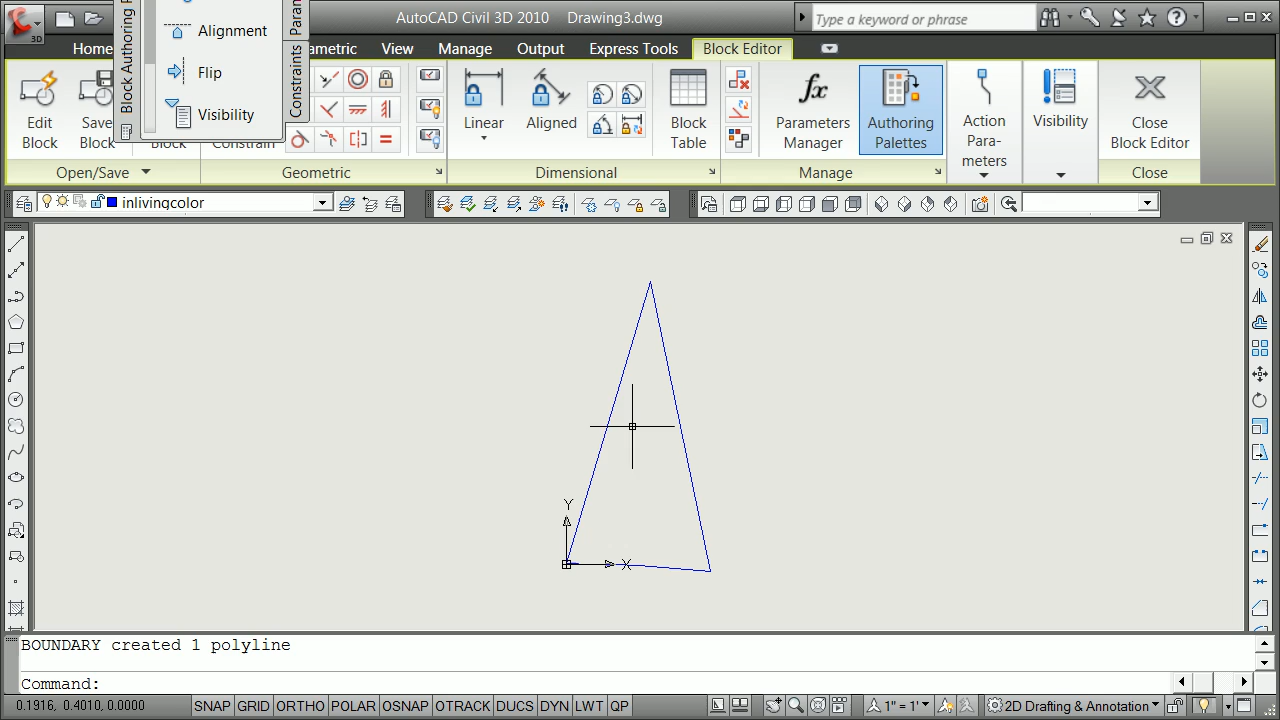 AutoCAD Civil 3D 2010 Drawing3.dwg
Type a keyword or phrase
3D
Home
ametric
View
Manage
Output
Express Tools
Block Editor
Block Authoring
Alignment
Flip
Visibility
Constraints
Param
Edit
Block
Save
Block
Block
Constrain
Linear
Aligned
Block
Table
Parameters
Manager
Authoring
Palettes
Action
Para-
meters
Visibility
Close
Block Editor
Open/Save
Geometric
Dimensional
Manage
Close
inlivingcolor
Y
X
BOUNDARY created 1 polyline
Command:
0.1916, 0.4010, 0.0000
SNAP GRID ORTHO POLAR OSNAP OTRACK DUCS DYN LWT QP
1" = 1'
2D Drafting & Annotation